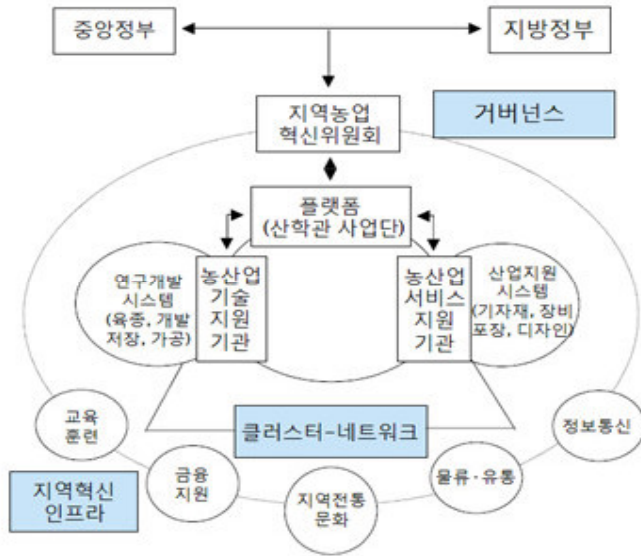 중앙정부
지방정부
지역농업
혁신위원회
거버넌스
플랫폼
(산학관 사업단)
연구개발
시스템
(육종, 개발
저장, 가공)
농산업
기술
지원
기관
농산업
서비스
지원
기관
산업지원
시스템
(기자재, 장비
포장, 디자인)
교육
훈련
클러스터-네트워크
정보통신
지역혁신
인프라
금융
지원
지역전통
문화
물류·유통